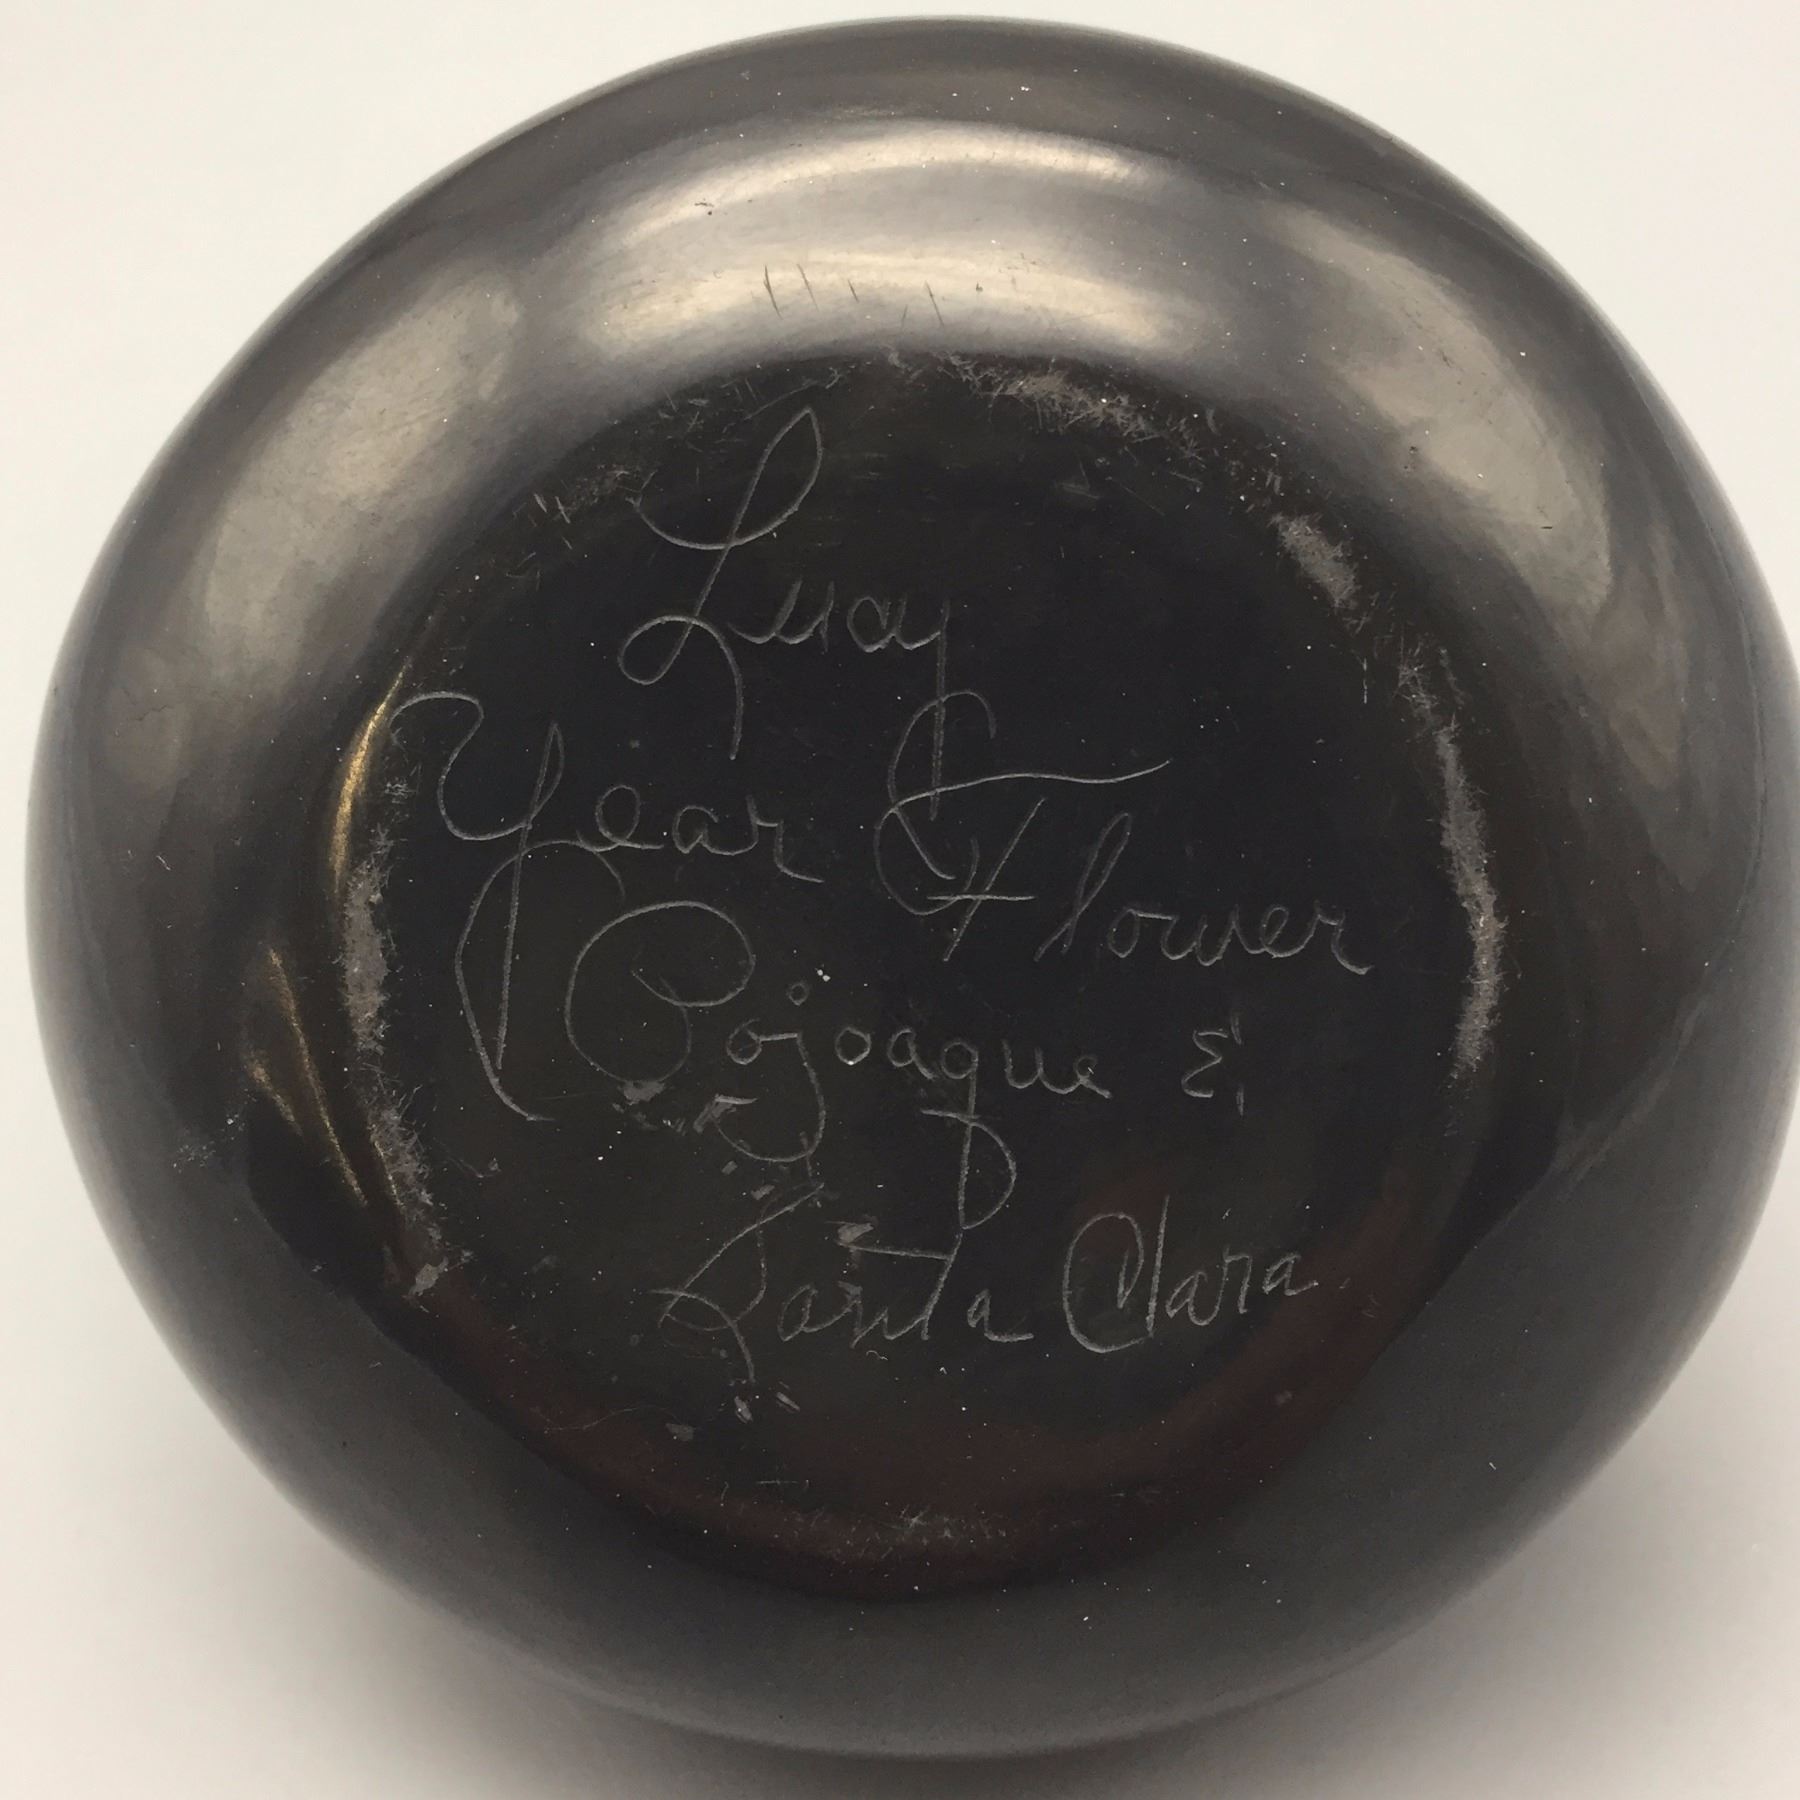 Lucy
Year Flower
Pojoaque &
Santa Clara